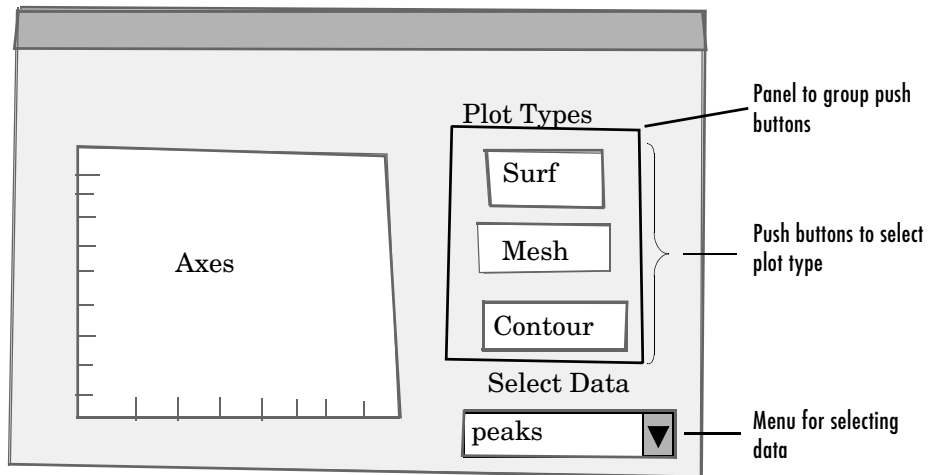 Plot Types
Surf
Mesh
Contour
Axes
Select Data
peaks
Panel to group push
buttons
Push buttons to select
plot type
Menu for selecting
data